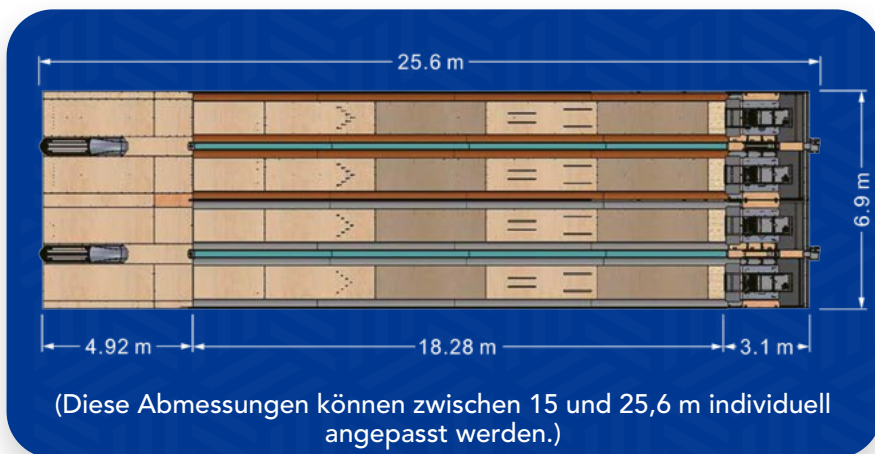 25.6 m
6.9 m
4.92 m
18.28 m
3.1 m
(Diese Abmessungen können zwischen 15 und 25,6 m individuell
angepasst werden.)